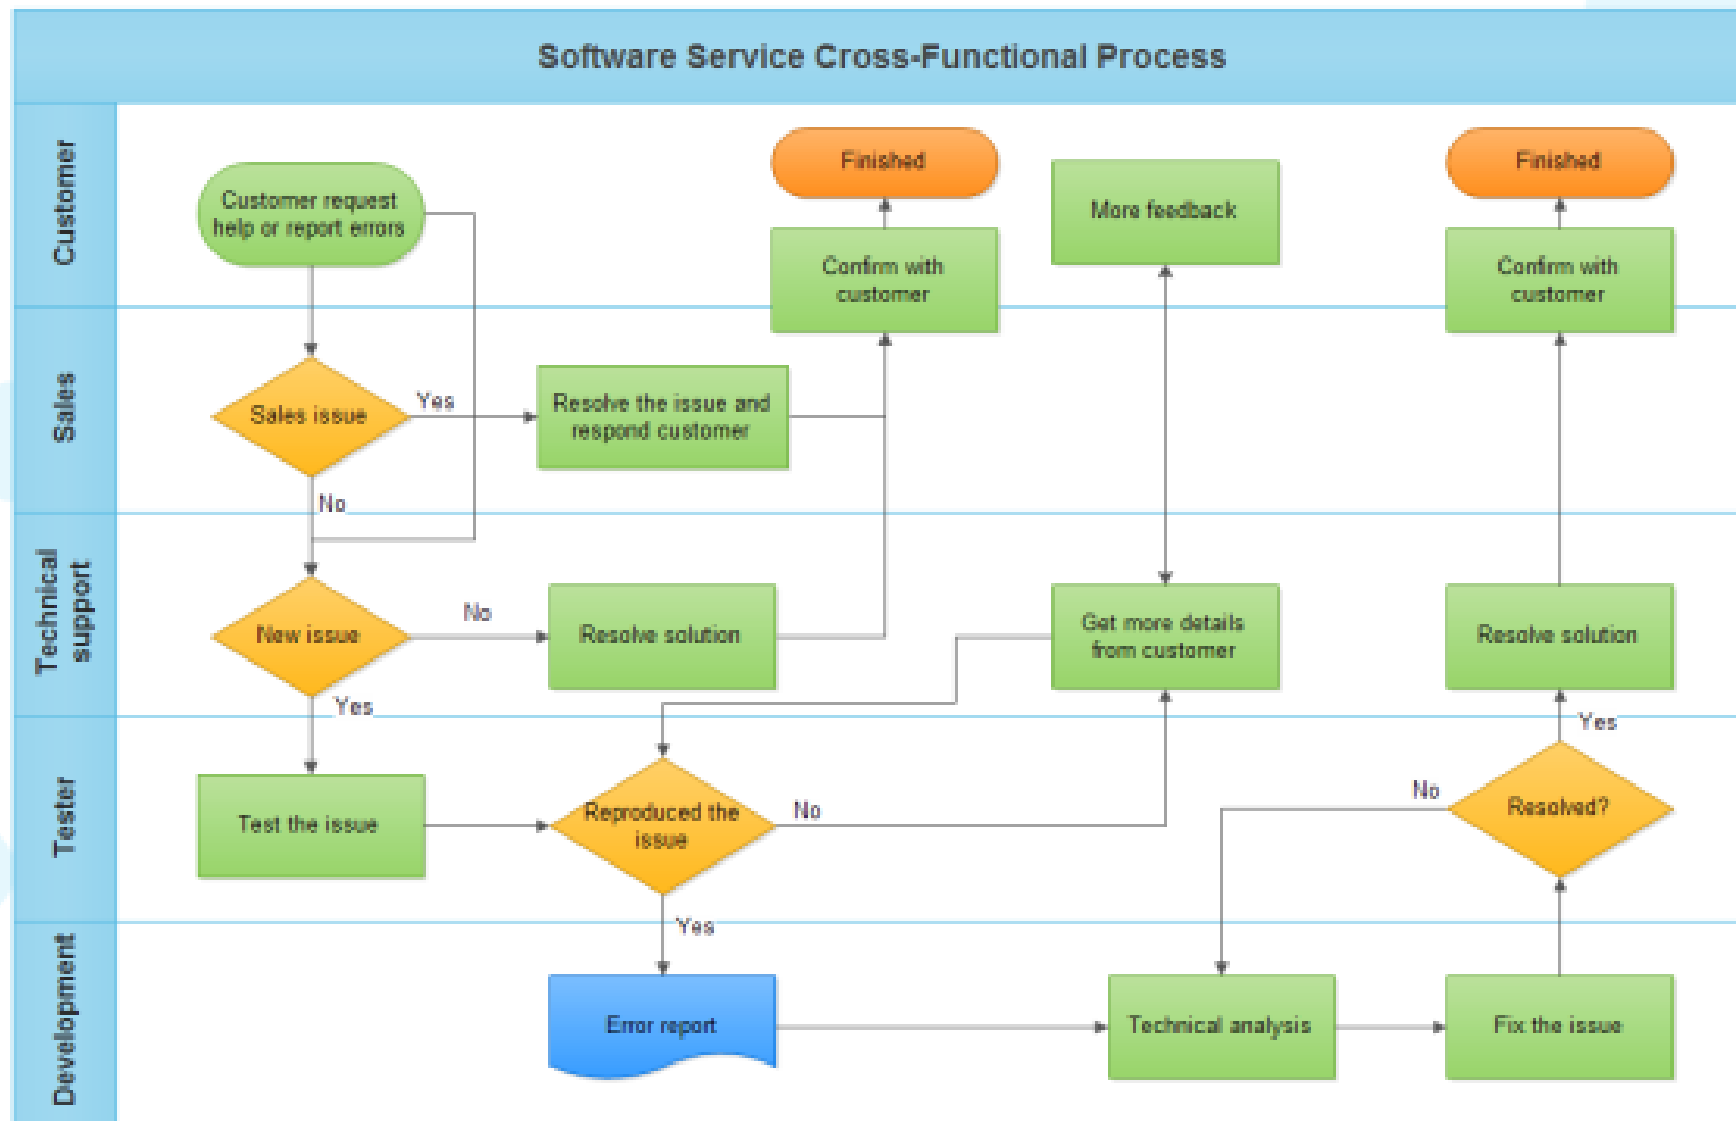 Software Service Cross-Functional Process
Customer
Customer request
help or report errors
Finished
Confirm with
customer
More feedback
Finished
Confirm with
customer
Sales
Sales issue
Yes
No
Resolve the issue and
respond customer
Technical
support
New issue
No
Yes
Resolve solution
Get more details
from customer
Resolve solution
Tester
Test the issue
Reproduced the
issue
No
Yes
Resolved?
No
Yes
Development
Error report
Technical analysis
Fix the issue